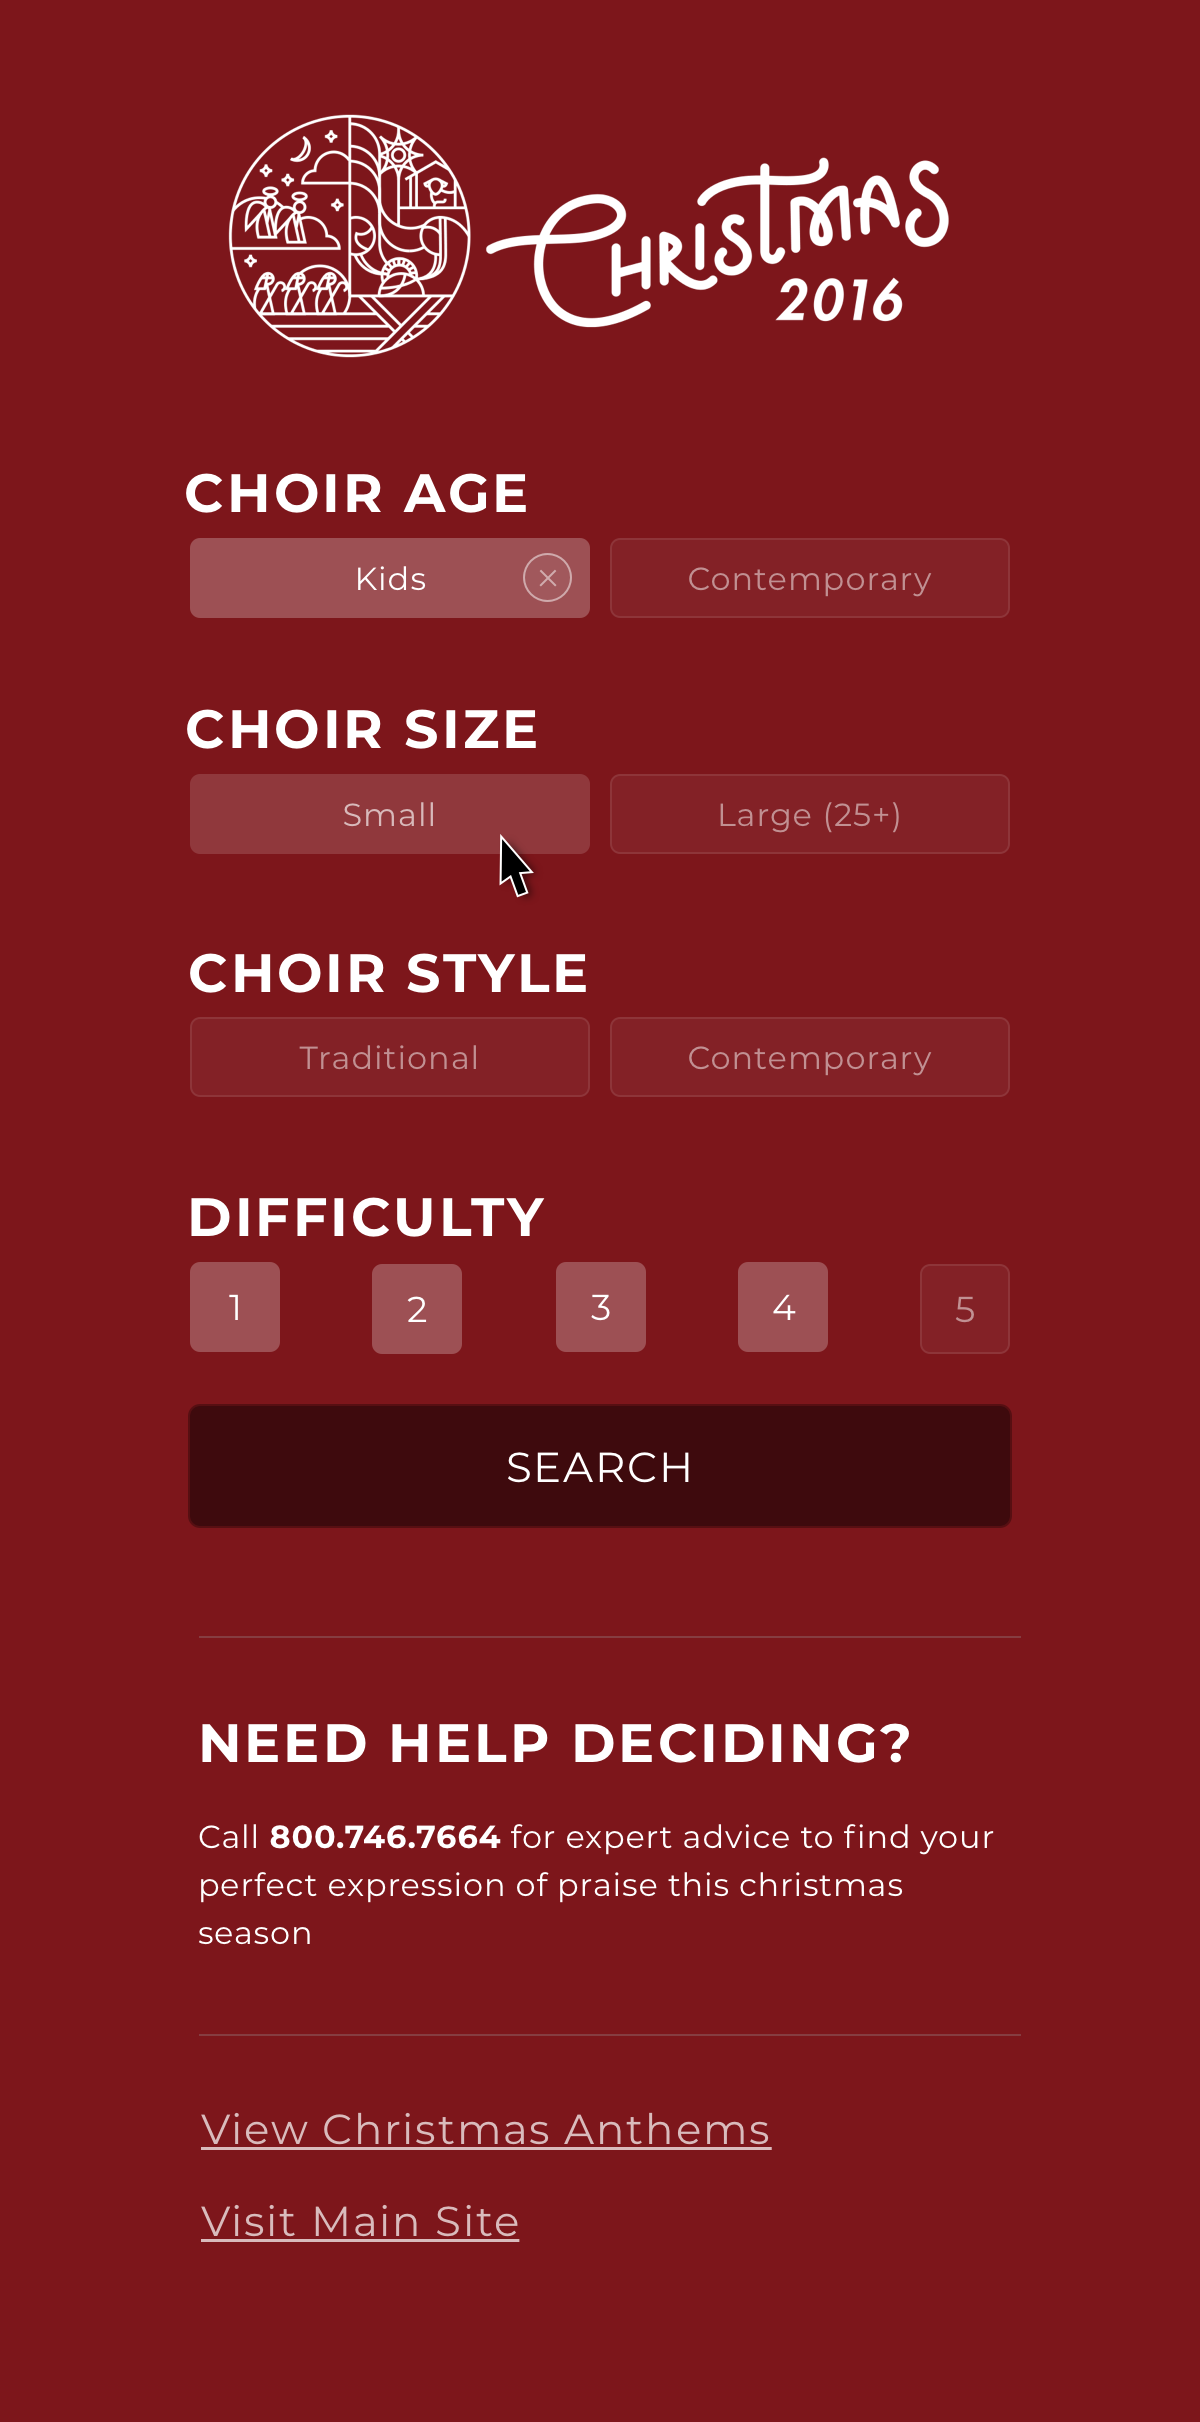 CHRISTMAS
2016
CHOIR AGE
Kids Contemporary
CHOIR SIZE
Small Large (25+)
CHOIR STYLE
Traditional Contemporary
DIFFICULTY
1 2 3 4 5
SEARCH
NEED HELP DECIDING?
Call 800.746.7664 for expert advice to find your
perfect expression of praise this christmas
season
View Christmas Anthems
Visit Main Site